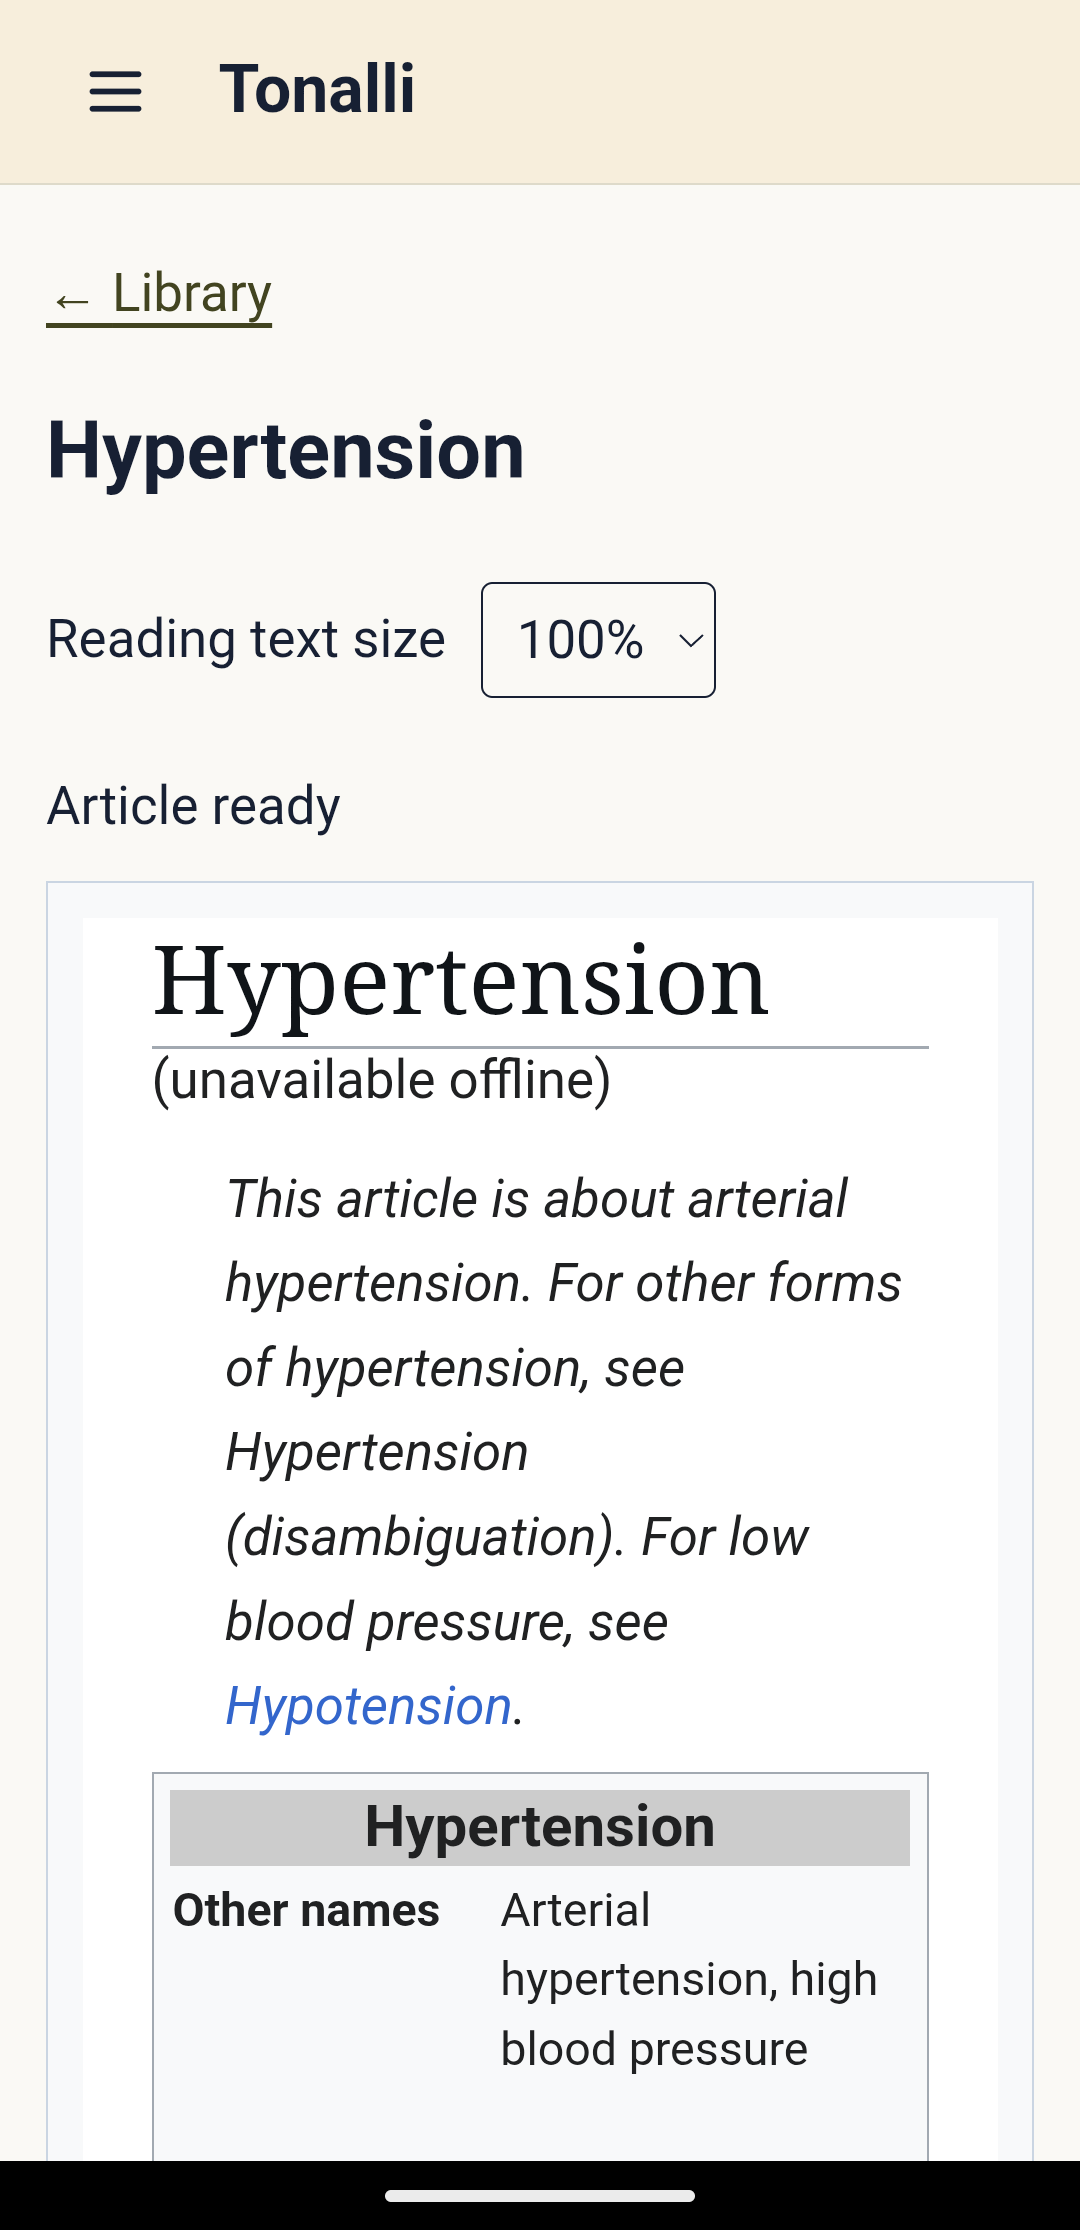 Tonalli
← Library
Hypertension
Reading text size 100%
Article ready
Hypertension
(unavailable offline)
This article is about arterial
hypertension. For other forms
of hypertension, see
Hypertension
(disambiguation). For low
blood pressure, see
Hypotension.
Hypertension
Other names Arterial
hypertension, high
blood pressure